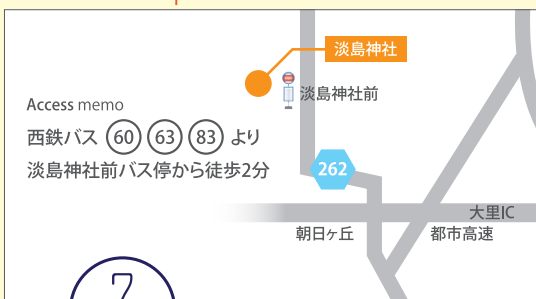 淡島神社
淡島神社前
Access memo
西鉄バス 60 63 83 より
淡島神社前バス停から徒歩2分
262
大里IC
朝日ヶ丘
都市高速
7